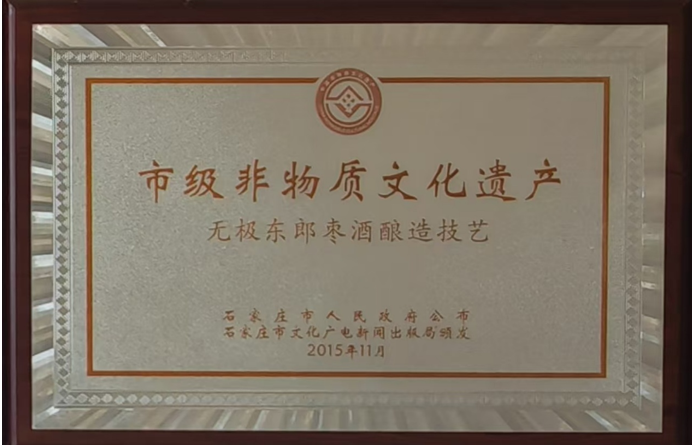 市级非物质文化遗产
无极东郎枣酒酿造技艺
石家庄市人民政府公布
石家庄市文化广电新闻出版局颁发
2015年11月